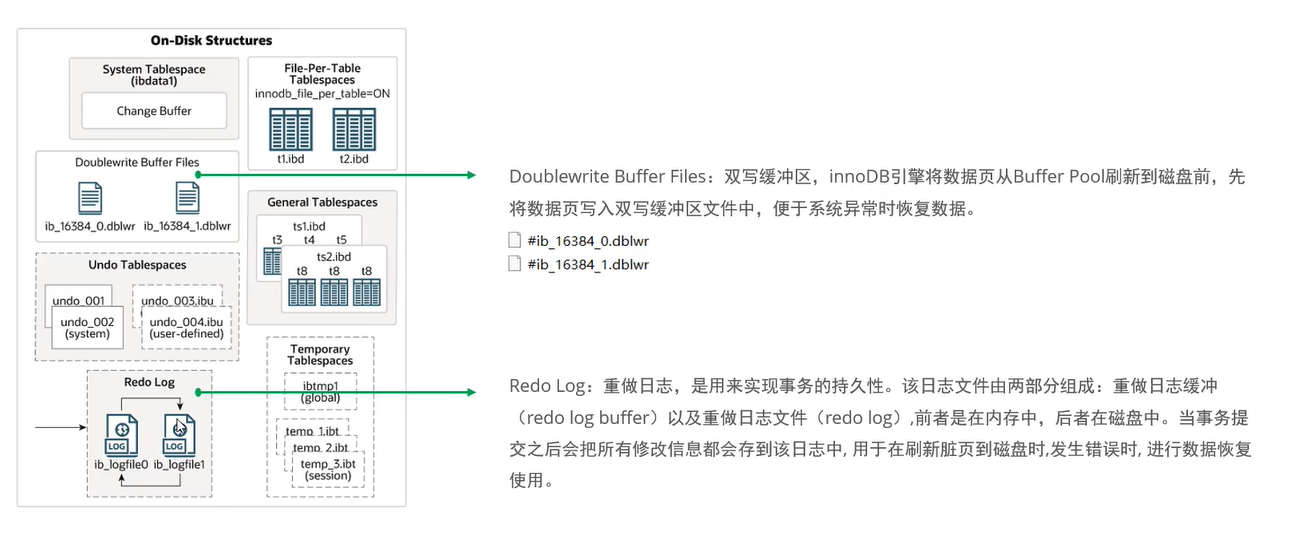 On-Disk Structures
System Tablespace
(ibdata1)
Change Buffer
File-Per-Table
Tablespaces
innodb_file_per_table=ON
t1.ibd
t2.ibd
Doublewrite Buffer Files
ib_16384_0.dblwr
ib_16384_1.dblwr
General Tablespaces
ts1.ibd
t3
t4
t5
ts2.ibd
t8
t8
t8
Undo Tablespaces
undo_001
undo_002
(system)
undo_003.ibu
undo_004.ibu
(user-defined)
Temporary
Tablespaces
ibtmp1
(global)
temp_1.ibt
temp_2.ibt
temp_3.ibt
(session)
Redo Log
LOG
LOG
ib_logfile0
ib_logfile1
Doublewrite Buffer Files：双写缓冲区，innoDB引擎将数据页从Buffer Pool刷新到磁盘前，先
将数据页写入双写缓冲区文件中，便于系统异常时恢复数据。
#ib_16384_0.dblwr
#ib_16384_1.dblwr
Redo Log：重做日志，是用来实现事务的持久性。该日志文件由两部分组成：重做日志缓冲
（redo log buffer）以及重做日志文件（redo log）,前者是在内存中，后者在磁盘中。当事务提
交之后会把所有修改信息都会存到该日志中, 用于在刷新脏页到磁盘时,发生错误时, 进行数据恢复
使用。